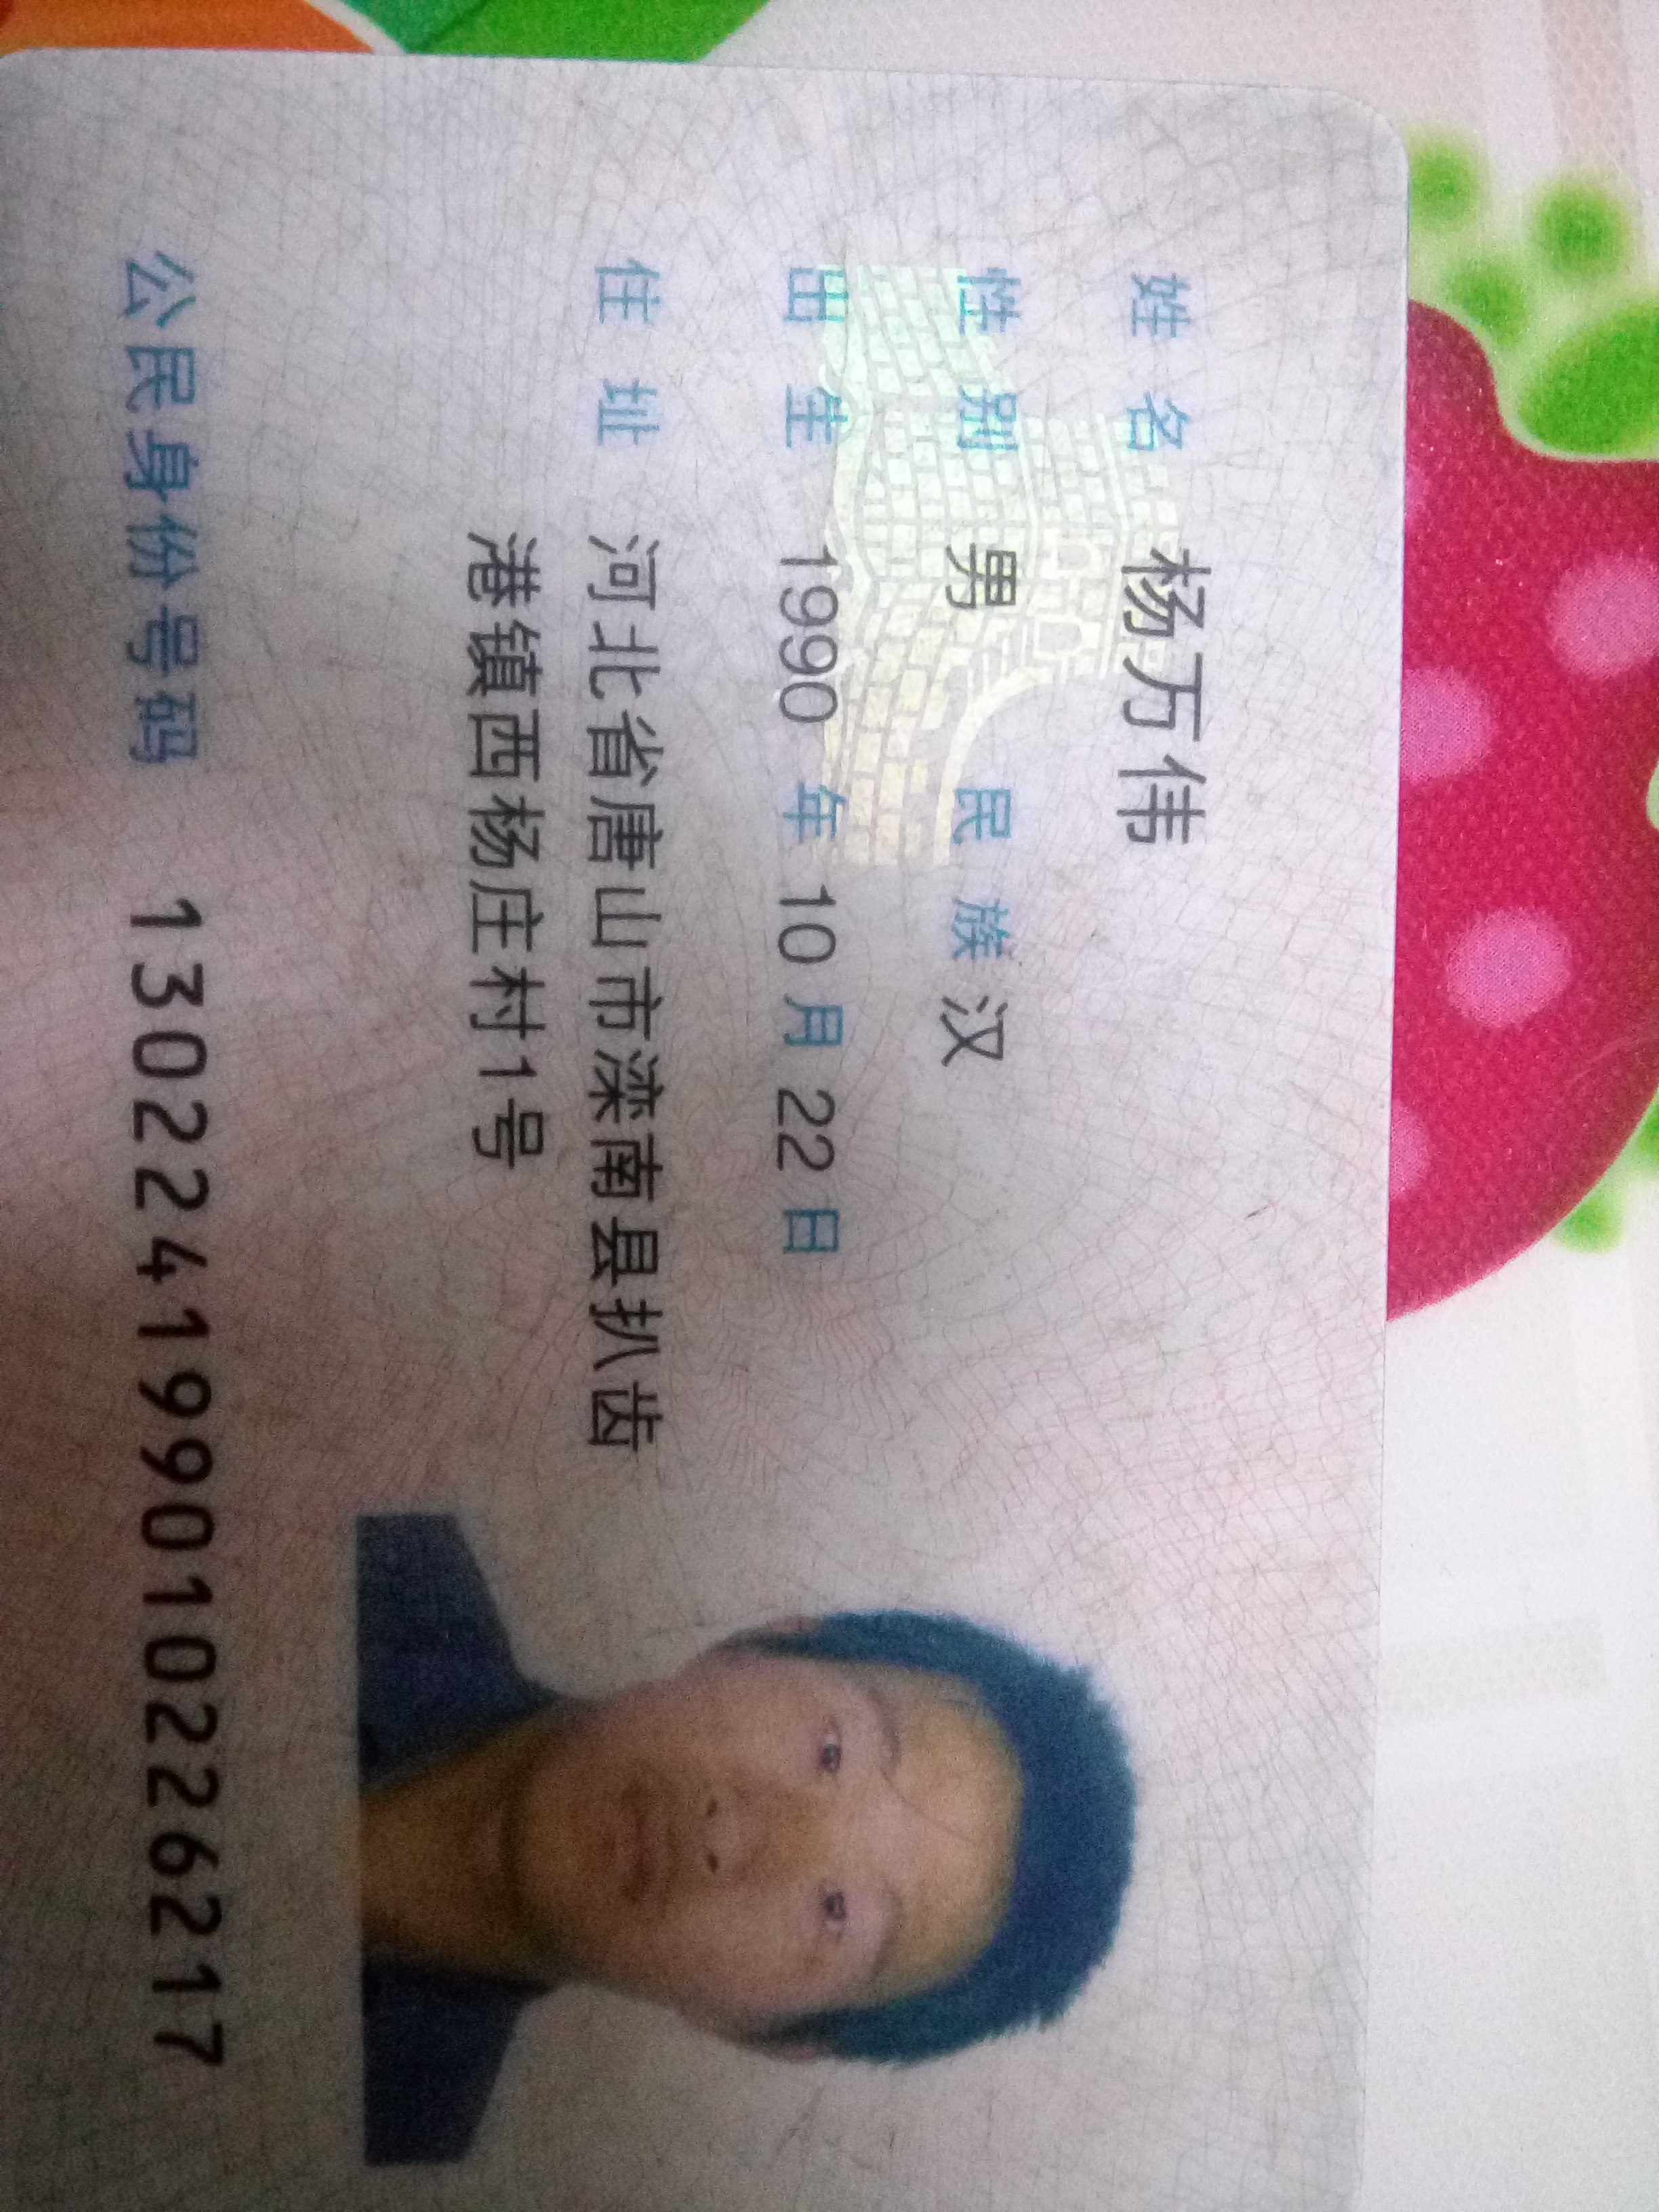 姓名 杨万伟
性别 男 民族 汉
出生 1990 年 10 月 22 日
住址 河北省唐山市滦南县扒齿
港镇西杨庄村1号
公民身份号码 130224199010226217